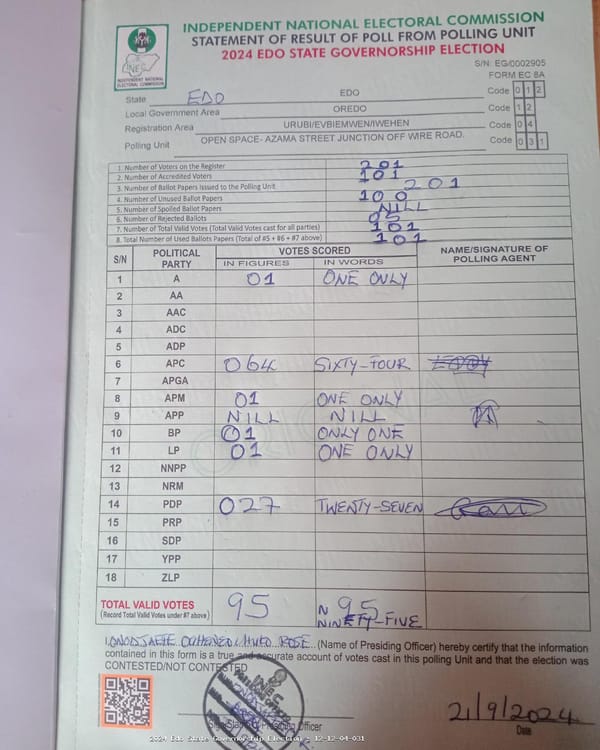 INDEPENDENT NATIONAL ELECTORAL COMMISSION
STATEMENT OF RESULT OF POLL FROM POLLING UNIT
2024 EDO STATE GOVERNORSHIP ELECTION
INEC
INDEPENDENT NATIONAL ELECTORAL COMMISSION
S/N: EG/0002905
FORM EC 8A
State EDO EDO Code 0 1 2
Local Government Area OREDO Code 1 2
Registration Area URUBI/EVBIEMWEN/IWEHEN Code 0 4
Polling Unit OPEN SPACE- AZAMA STREET JUNCTION OFF WIRE ROAD. Code 0 3 1
1. Number of Voters on the Register 201
2. Number of Accredited Voters 101
3. Number of Ballot Papers Issued to the Polling Unit 201
4. Number of Unused Ballot Papers 100
5. Number of Spoiled Ballot Papers NILL
6. Number of Rejected Ballots 05
7. Number of Total Valid Votes (Total Valid Votes cast for all parties) 101
8. Total Number of Used Ballots Papers (Total of #5 + #6 + #7 above) 101
S/N POLITICAL PARTY VOTES SCORED NAME/SIGNATURE OF POLLING AGENT
IN FIGURES IN WORDS
1 A 01 ONE ONLY
2 AA
3 AAC
4 ADC
5 ADP
6 APC 064 SIXTY-FOUR
7 APGA
8 APM 01 ONE ONLY
9 APP NILL NILL
10 BP 01 ONLY ONE
11 LP 01 ONE ONLY
12 NNPP
13 NRM
14 PDP 027 TWENTY-SEVEN
15 PRP
16 SDP
17 YPP
18 ZLP
TOTAL VALID VOTES 95 N 95
(Record Total Valid Votes under #7 above) NINETY-FIVE
ROSE (Name of Presiding Officer) hereby certify that the information
contained in this form is a true and accurate account of votes cast in this polling Unit and that the election was
CONTESTED/NOT CONTESTED
INEC
Officer
21/9/2024
Date
2024 Edo State Governorship Election - 12-12-04-031